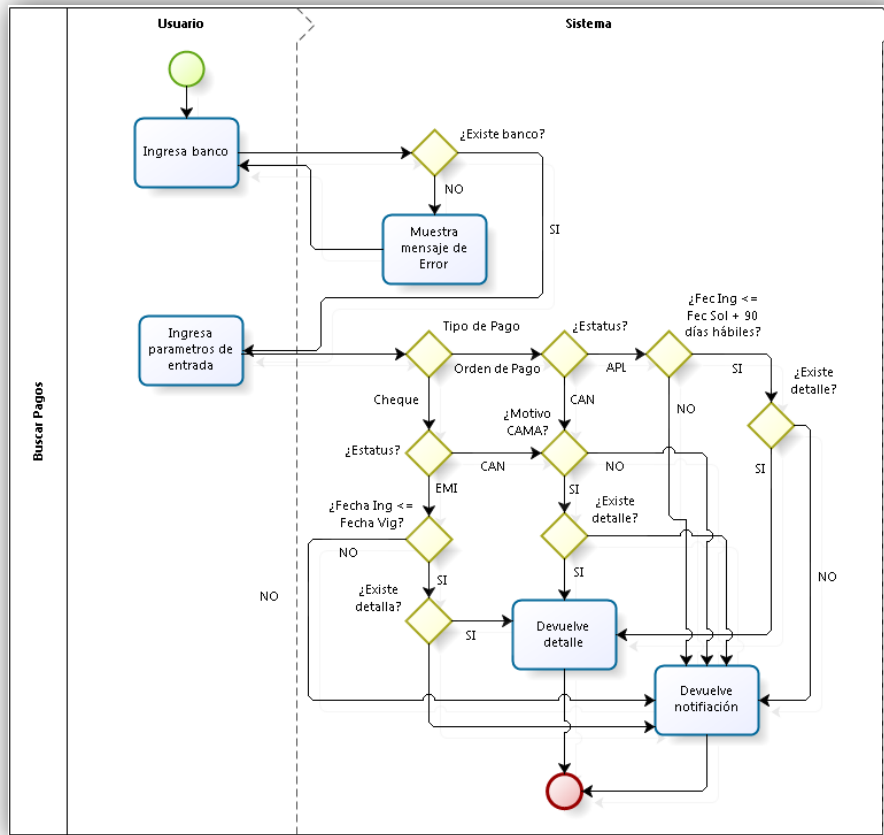 Buscar Pagos
Usuario
Sistema
Ingresa banco
¿Existe banco?
NO
SI
Muestra
mensaje de
Error
Ingresa
parametros de
entrada
Tipo de Pago
Orden de Pago
¿Estatus?
APL
¿Fec Ing <=
Fec Sol + 90
días hábiles?
SI
¿Existe
detalle?
Cheque
CAN
¿Motivo
CAMA?
NO
¿Estatus?
CAN
NO
SI
EMI
SI
¿Existe
detalle?
¿Fecha Ing <=
Fecha Vig?
NO
SI
SI
NO
NO
¿Existe
detalla?
SI
Devuelve
detalle
Devuelve
notifiación